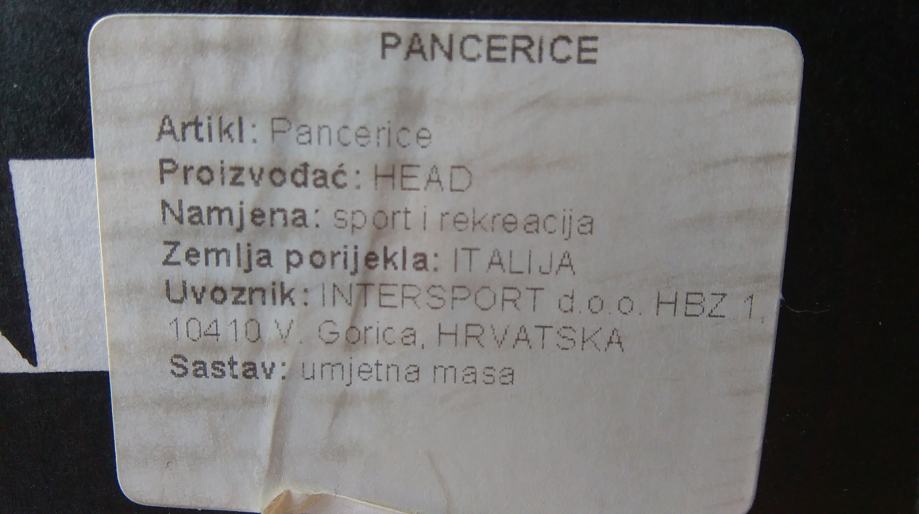 PANCERICE
Artikl: Pancerice
Proizvođać: HEAD
Namjena: sport i rekreacija
Zemlja porijekla: ITALIJA
Uvoznik: INTERSPORT d.o.o. HBZ 1,
10410 V. Gorica, HRVATSKA
Sastav: umjetna masa